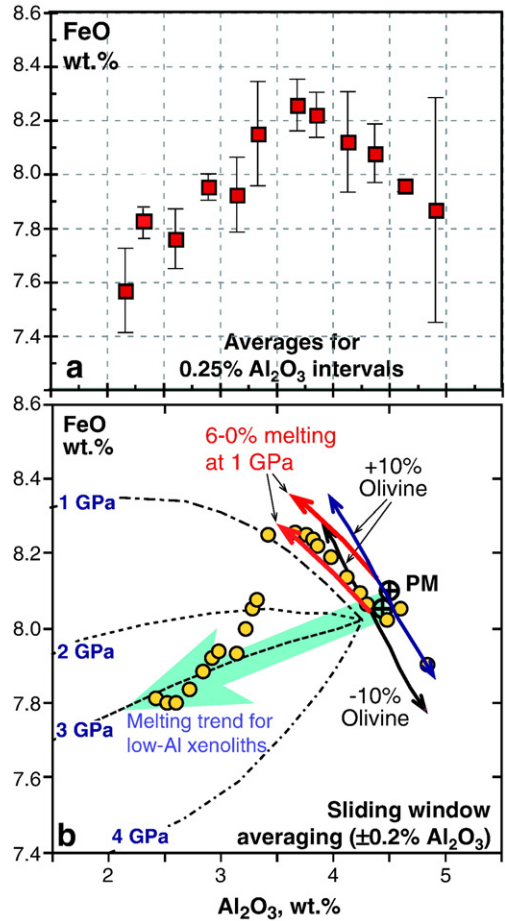 8.6
FeO
wt.%
8.4
8.2
8.0
7.8
7.6
7.4
a
Averages for
0.25% Al₂O₃ intervals
8.6
FeO
wt.%
6-0% melting
at 1 GPa
+10%
Olivine
8.4
1 GPa
8.2
PM
8.0
2 GPa
7.8
3 GPa
Melting trend for
low-Al xenoliths
-10%
Olivine
7.6
4 GPa
b
Sliding window
averaging (±0.2% Al₂O₃)
7.4
2 3 4 5
Al₂O₃, wt.%